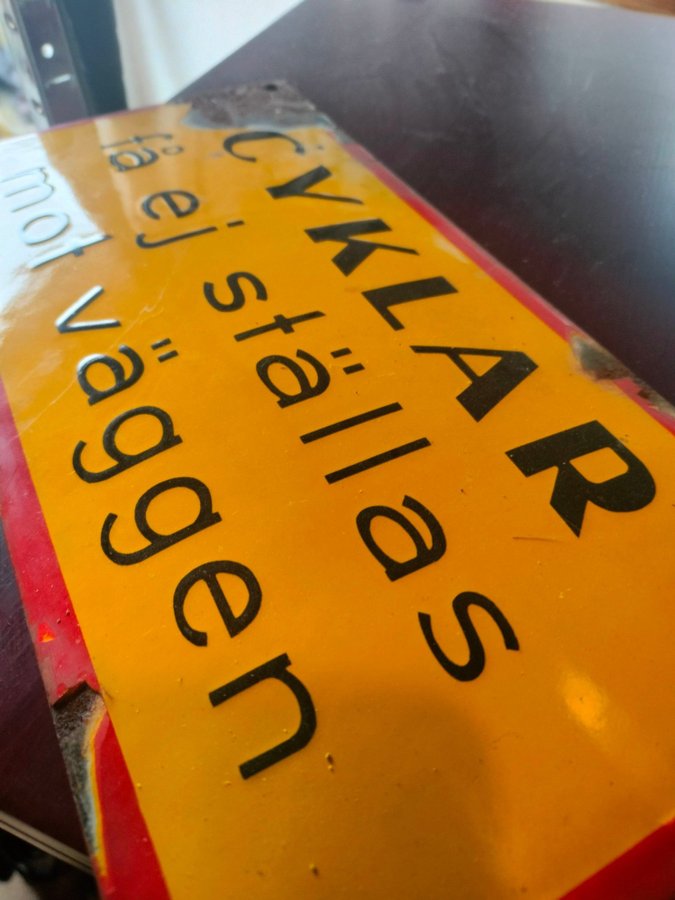 CYKLAR
få ej ställas
mot väggen